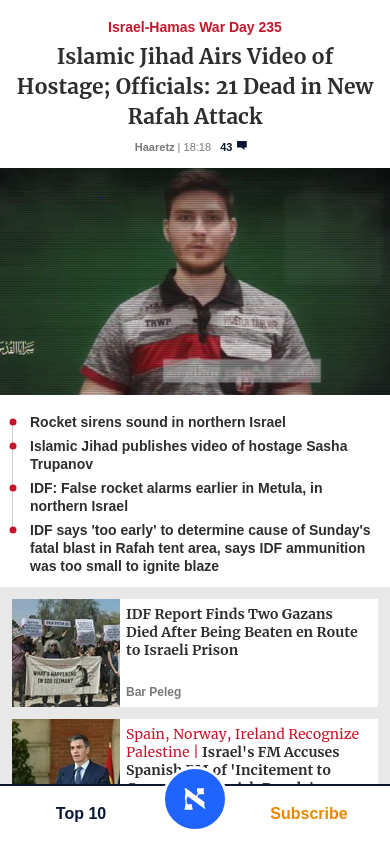 Israel-Hamas War Day 235
Islamic Jihad Airs Video of
Hostage; Officials: 21 Dead in New
Rafah Attack
Haaretz | 18:18 43
TRWP
Rocket sirens sound in northern Israel
Islamic Jihad publishes video of hostage Sasha
Trupanov
IDF: False rocket alarms earlier in Metula, in
northern Israel
IDF says 'too early' to determine cause of Sunday's
fatal blast in Rafah tent area, says IDF ammunition
was too small to ignite blaze
IDF Report Finds Two Gazans
Died After Being Beaten en Route
to Israeli Prison
WHAT'S HAPPENING
Bar Peleg
Spain, Norway, Ireland Recognize
Palestine | Israel's FM Accuses
Spanish PM of 'Incitement to
Top 10
Subscribe